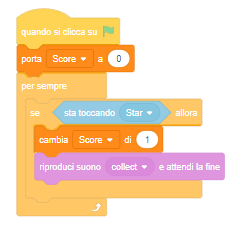 quando si clicca su
porta Score a 0
per sempre
se sta toccando Star allora
cambia Score di 1
riproduci suono collect e attendi la fine